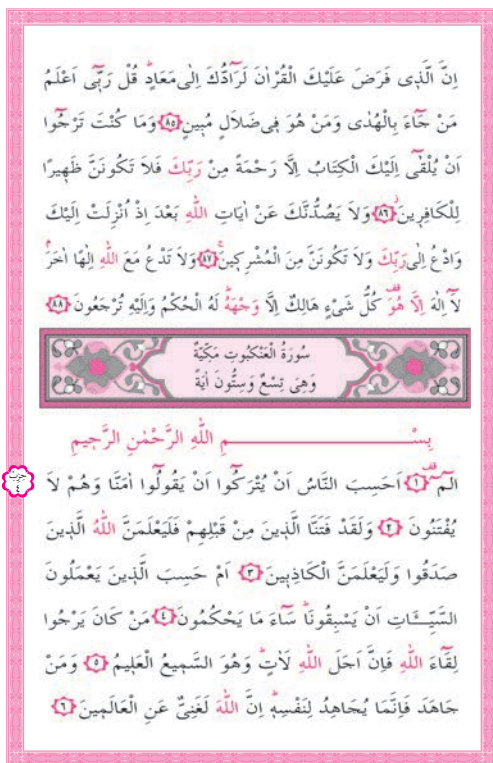 اِنَّ الَّذٖى فَرَضَ عَلَيْكَ الْقُرْاٰنَ لَرَٓادُّكَ اِلٰى مَعَادٍؕ قُلْ رَبّٖٓى اَعْلَمُ
مَنْ جَٓاءَ بِالْهُدٰى وَمَنْ هُوَ فٖى ضَلَالٍ مُبٖينٍ ﴿٨٥﴾ وَمَا كُنْتَ تَرْجُٓوا
اَنْ يُلْقٰٓى اِلَيْكَ الْكِتَابُ اِلَّا رَحْمَةً مِنْ رَبِّكَ فَلَا تَكُونَنَّ ظَهٖيرًا
لِلْكَافِرٖينَؗ ﴿٨٦﴾ وَلَا يَصُدُّنَّكَ عَنْ اٰيَاتِ اللّٰهِ بَعْدَ اِذْ اُنْزِلَتْ اِلَيْكَ
وَادْعُ اِلٰى رَبِّكَ وَلَا تَكُونَنَّ مِنَ الْمُشْرِكٖينَۚ ﴿٨٧﴾ وَلَا تَدْعُ مَعَ اللّٰهِ اِلٰهًا اٰخَرَۘ
لَٓا اِلٰهَ اِلَّا هُوَࣞ كُلُّ شَیْءٍ هَالِكٌ اِلَّا وَجْهَهُؕ لَهُ الْحُكْمُ وَاِلَيْهِ تُرْجَعُونَ ﴿٨٨﴾
سُورَةُ الْعَنْكَبُوتِ مَكِّيَّةٌ
وَهِىَ تِسْعٌ وَسِتُّونَ اٰيَةً
بِسْمِ اللّٰهِ الرَّحْمٰنِ الرَّحٖيمِ
حزب ٤
الٓمٓࣞ ﴿١﴾ اَحَسِبَ النَّاسُ اَنْ يُتْرَكُٓوا اَنْ يَقُولُٓوا اٰمَنَّا وَهُمْ لَا
يُفْتَنُونَ ﴿٢﴾ وَلَقَدْ فَتَنَّا الَّذٖينَ مِنْ قَبْلِهِمْ فَلَيَعْلَمَنَّ اللّٰهُ الَّذٖينَ
صَدَقُوا وَلَيَعْلَمَنَّ الْكَاذِبٖينَ ﴿٣﴾ اَمْ حَسِبَ الَّذٖينَ يَعْمَلُونَ
السَّيِّـَٔاتِ اَنْ يَسْبِقُونَاؕ سَٓاءَ مَا يَحْكُمُونَ ﴿٤﴾ مَنْ كَانَ يَرْجُوا
لِقَٓاءَ اللّٰهِ فَاِنَّ اَجَلَ اللّٰهِ لَاٰتٍؕ وَهُوَ السَّمٖيعُ الْعَلٖيمُ ﴿٥﴾ وَمَنْ
جَاهَدَ فَاِنَّمَا يُجَاهِدُ لِنَفْسِهٖؕ اِنَّ اللّٰهَ لَغَنِىٌّ عَنِ الْعَالَمٖينَ ﴿٦﴾